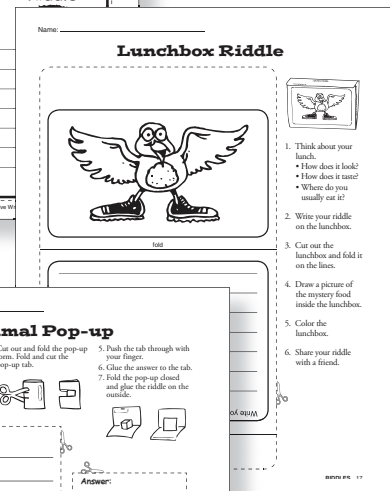 Name:
Lunchbox Riddle
1. Think about your
lunch.
• How does it look?
• How does it taste?
• Where do you
usually eat it?
2. Write your riddle
on the lunchbox.
3. Cut out the
lunchbox and fold it
on the lines.
4. Draw a picture of
the mystery food
inside the lunchbox.
5. Color the
lunchbox.
6. Share your riddle
with a friend.
fold
Write yo
RIDDLES 17
mal Pop-up
Cut out and fold the pop-up
orm. Fold and cut the
op-up tab.
5. Push the tab through with
your finger.
6. Glue the answer to the tab.
7. Fold the pop-up closed
and glue the riddle on the
outside.
Answer: